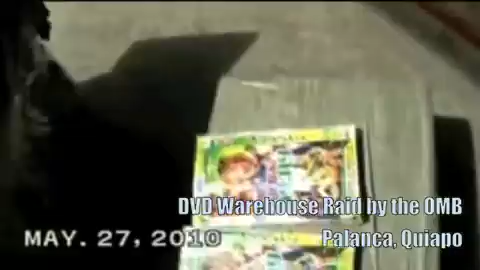 DVD Warehouse Raid by the OMB
MAY. 27, 2010
Palanca, Quiapo